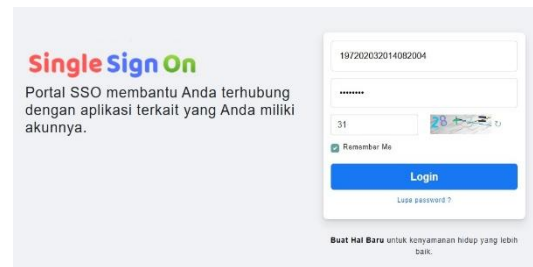 Single Sign On
Portal SSO membantu Anda terhubung
dengan aplikasi terkait yang Anda miliki
akunnya.
197202032014082004
••••••••
31
28 +
Remember Me
Login
Lupa password ?
Buat Hal Baru untuk kenyamanan hidup yang lebih
baik.